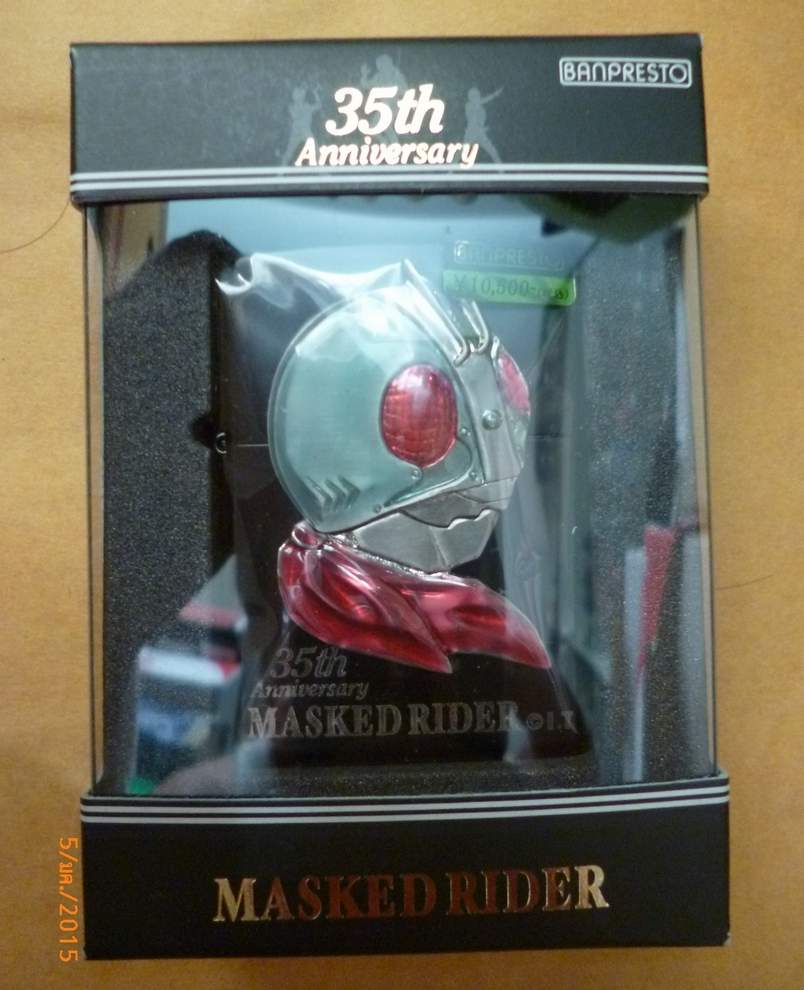 BANPRESTO
35th
Anniversary
BANPRESTO
¥10,500-
35th
Anniversary
MASKED RIDER ©I.T
MASKED RIDER
5/มค./2015